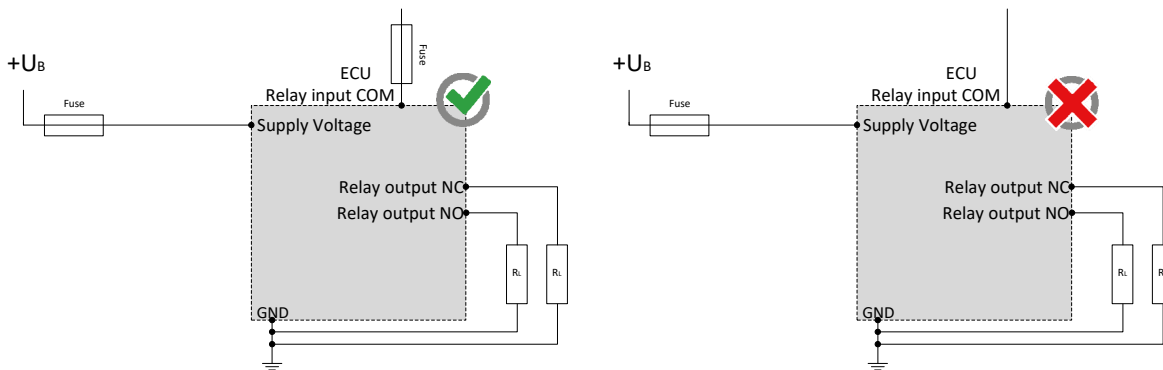 Fuse
+UB
ECU
Relay input COM
Fuse
Supply Voltage
Relay output NC
Relay output NO
RL
RL
GND
+UB
ECU
Relay input COM
Fuse
Supply Voltage
Relay output NC
Relay output NO
RL
R
GND